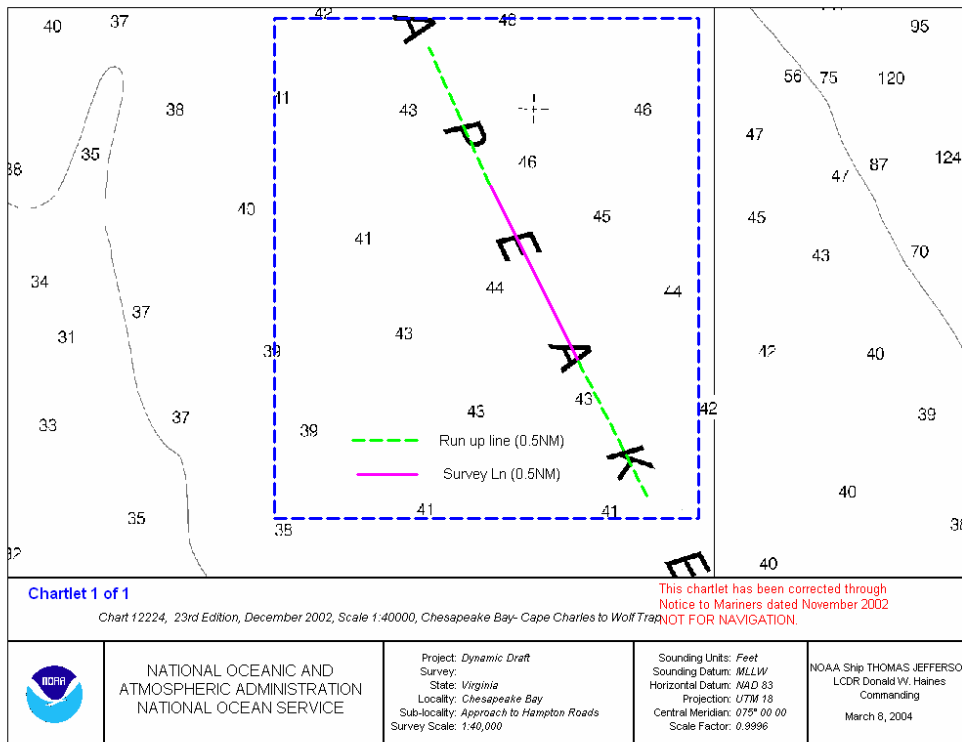 42
48
40
37
95
56
75
120
41
43
46
38
47
35
46
87
124
38
47
40
45
45
41
43
70
34
44
44
37
31
43
39
42
40
43
43
42
37
33
39
39
Run up line (0.5NM)
Survey Ln (0.5NM)
40
41
41
35
38
38
32
40
A
P
E
A
K
E
Chartlet 1 of 1
This chartlet has been corrected through
Notice to Mariners dated November 2002
NOT FOR NAVIGATION.
Chart 12224, 23rd Edition, December 2002, Scale 1:40000, Chesapeake Bay- Cape Charles to Wolf Trap
NOAA
NATIONAL OCEANIC AND
ATMOSPHERIC ADMINISTRATION
NATIONAL OCEAN SERVICE
Project: Dynamic Draft
Survey:
State: Virginia
Locality: Chesapeake Bay
Sub-locality: Approach to Hampton Roads
Survey Scale: 1:40,000
Sounding Units: Feet
Sounding Datum: MLLW
Horizontal Datum: NAD 83
Projection: UTM 18
Central Meridian: 075° 00 00
Scale Factor: 0.9996
NOAA Ship THOMAS JEFFERSO
LCDR Donald W. Haines
Commanding
March 8, 2004